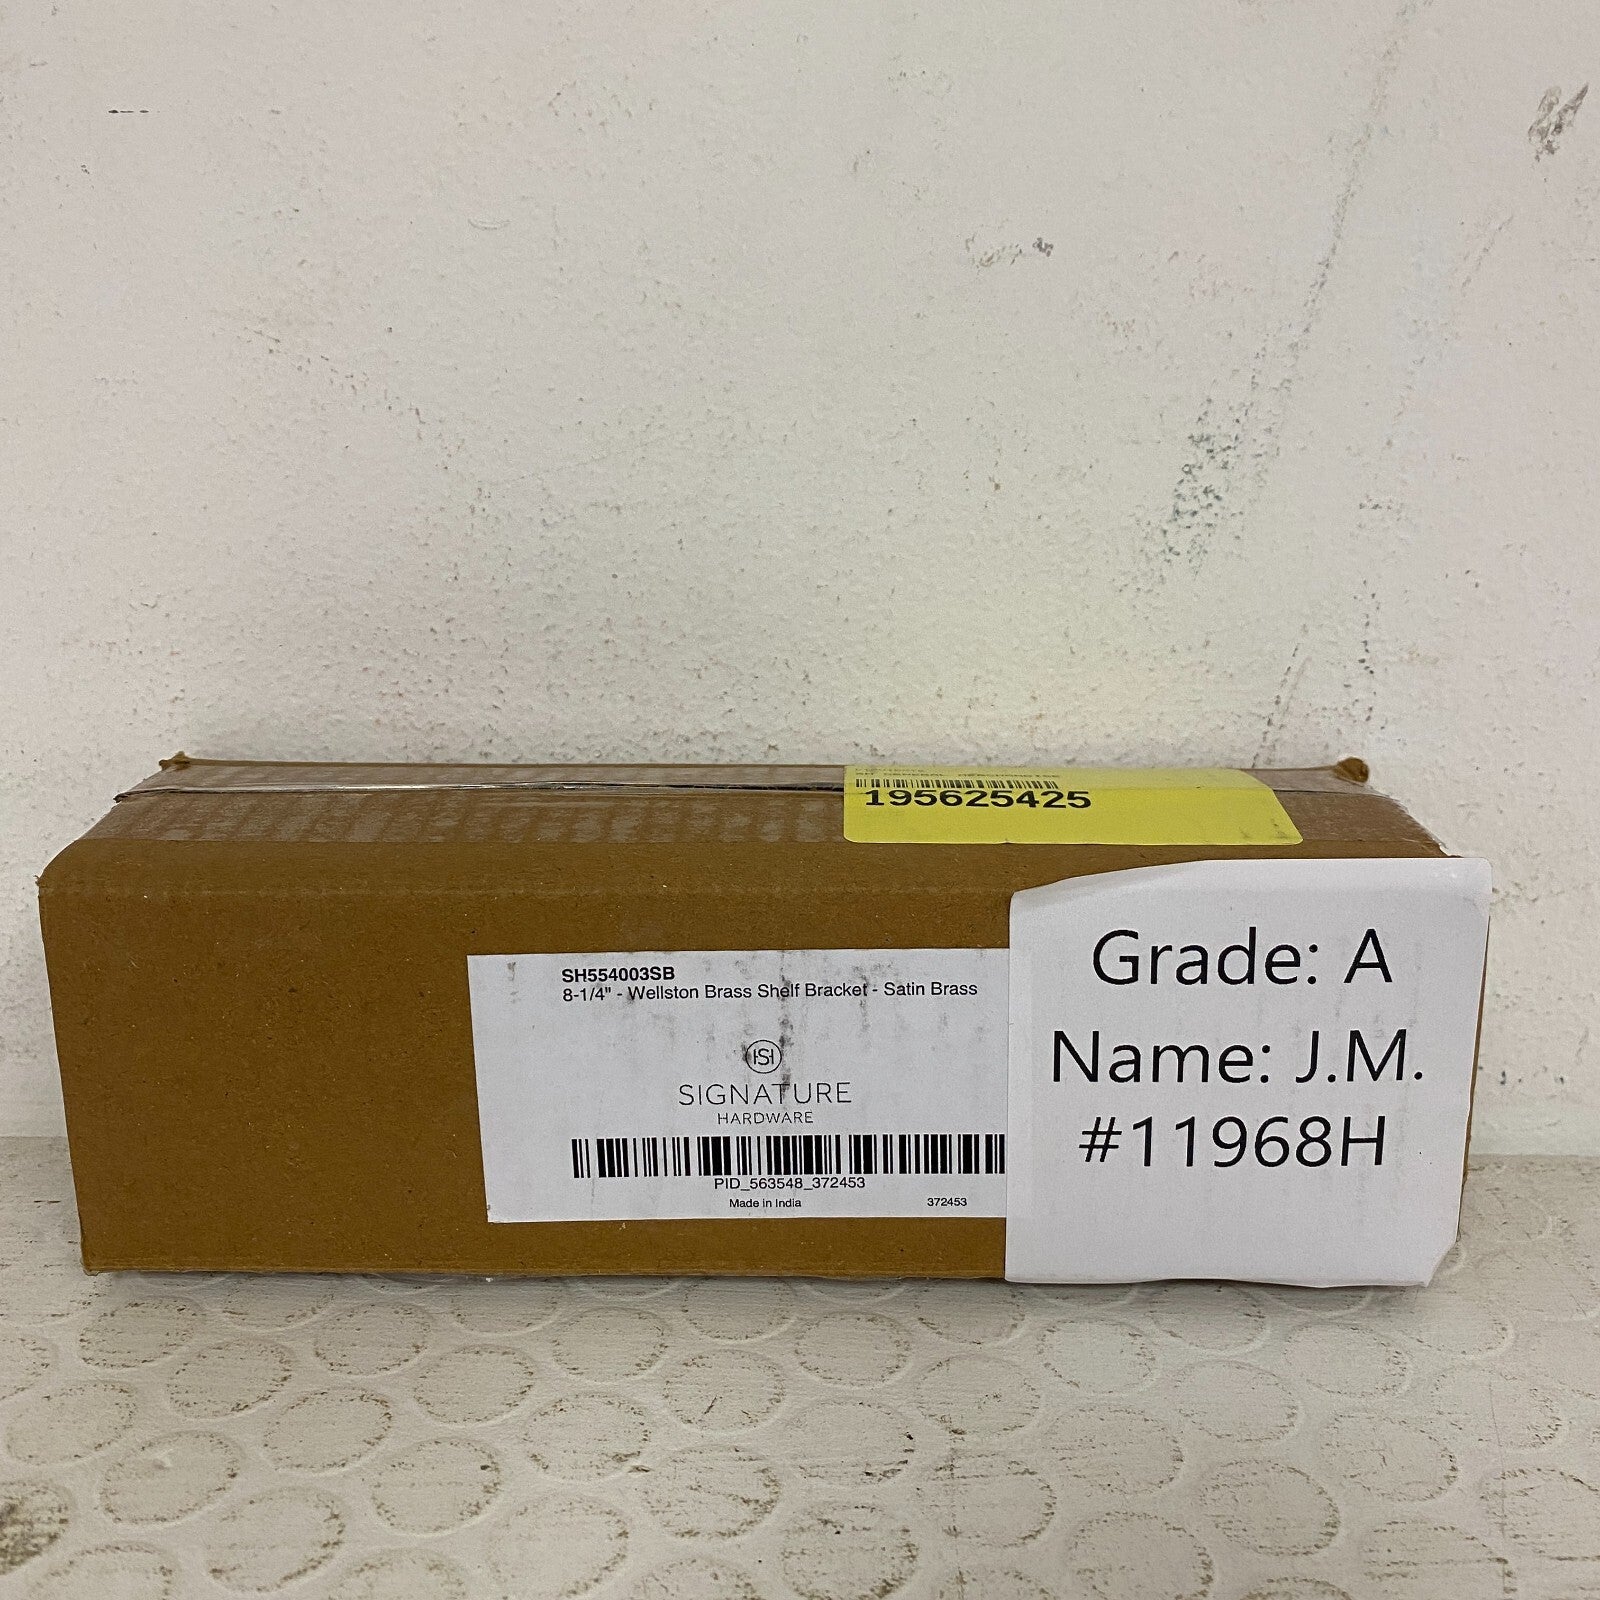 195625425
SH554003SB
8-1/4" - Wellston Brass Shelf Bracket - Satin Brass
SIGNATURE
HARDWARE
PID_563548_372453
Made in India
372453
Grade: A
Name: J.M.
#11968H